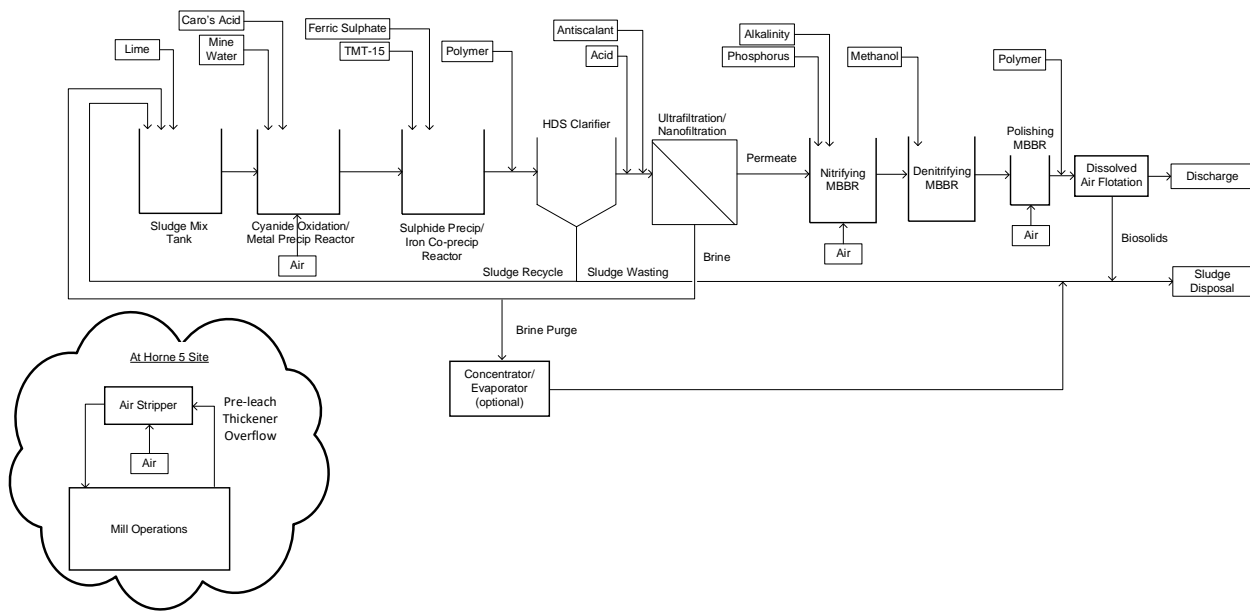 Caro's Acid
Ferric Sulphate
Antiscalant
Alkalinity
Lime
Mine
Water
TMT-15
Polymer
Acid
Phosphorus
Methanol
Polymer
HDS Clarifier
Ultrafiltration/
Nanofiltration
Polishing
MBBR
Permeate
Nitrifying
MBBR
Denitrifying
MBBR
Dissolved
Air Flotation
Discharge
Sludge Mix
Tank
Cyanide Oxidation/
Metal Precip Reactor
Sulphide Precip/
Iron Co-precip
Reactor
Air
Air
Air
Brine
Biosolids
Sludge Recycle
Sludge Wasting
Sludge
Disposal
Brine Purge
Concentrator/
Evaporator
(optional)
At Horne 5 Site
Air Stripper
Pre-leach
Thickener
Overflow
Air
Mill Operations